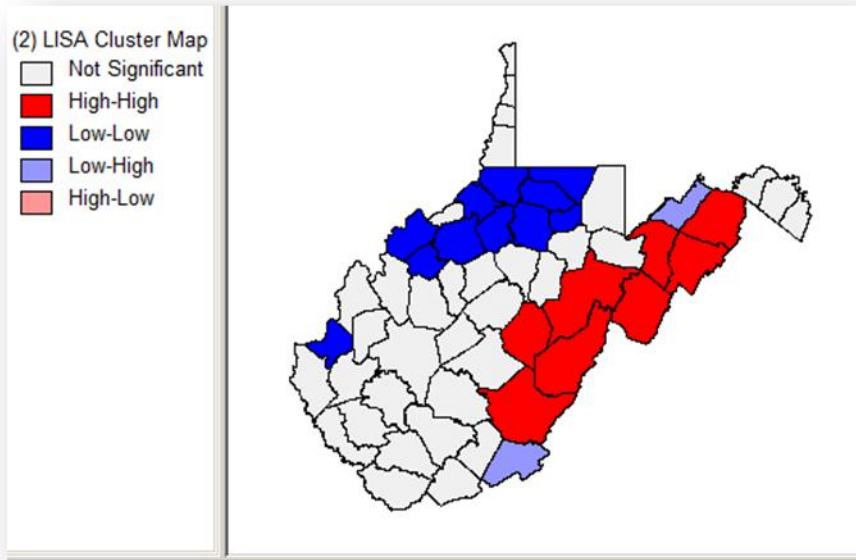 (2) LISA Cluster Map
Not Significant
High-High
Low-Low
Low-High
High-Low